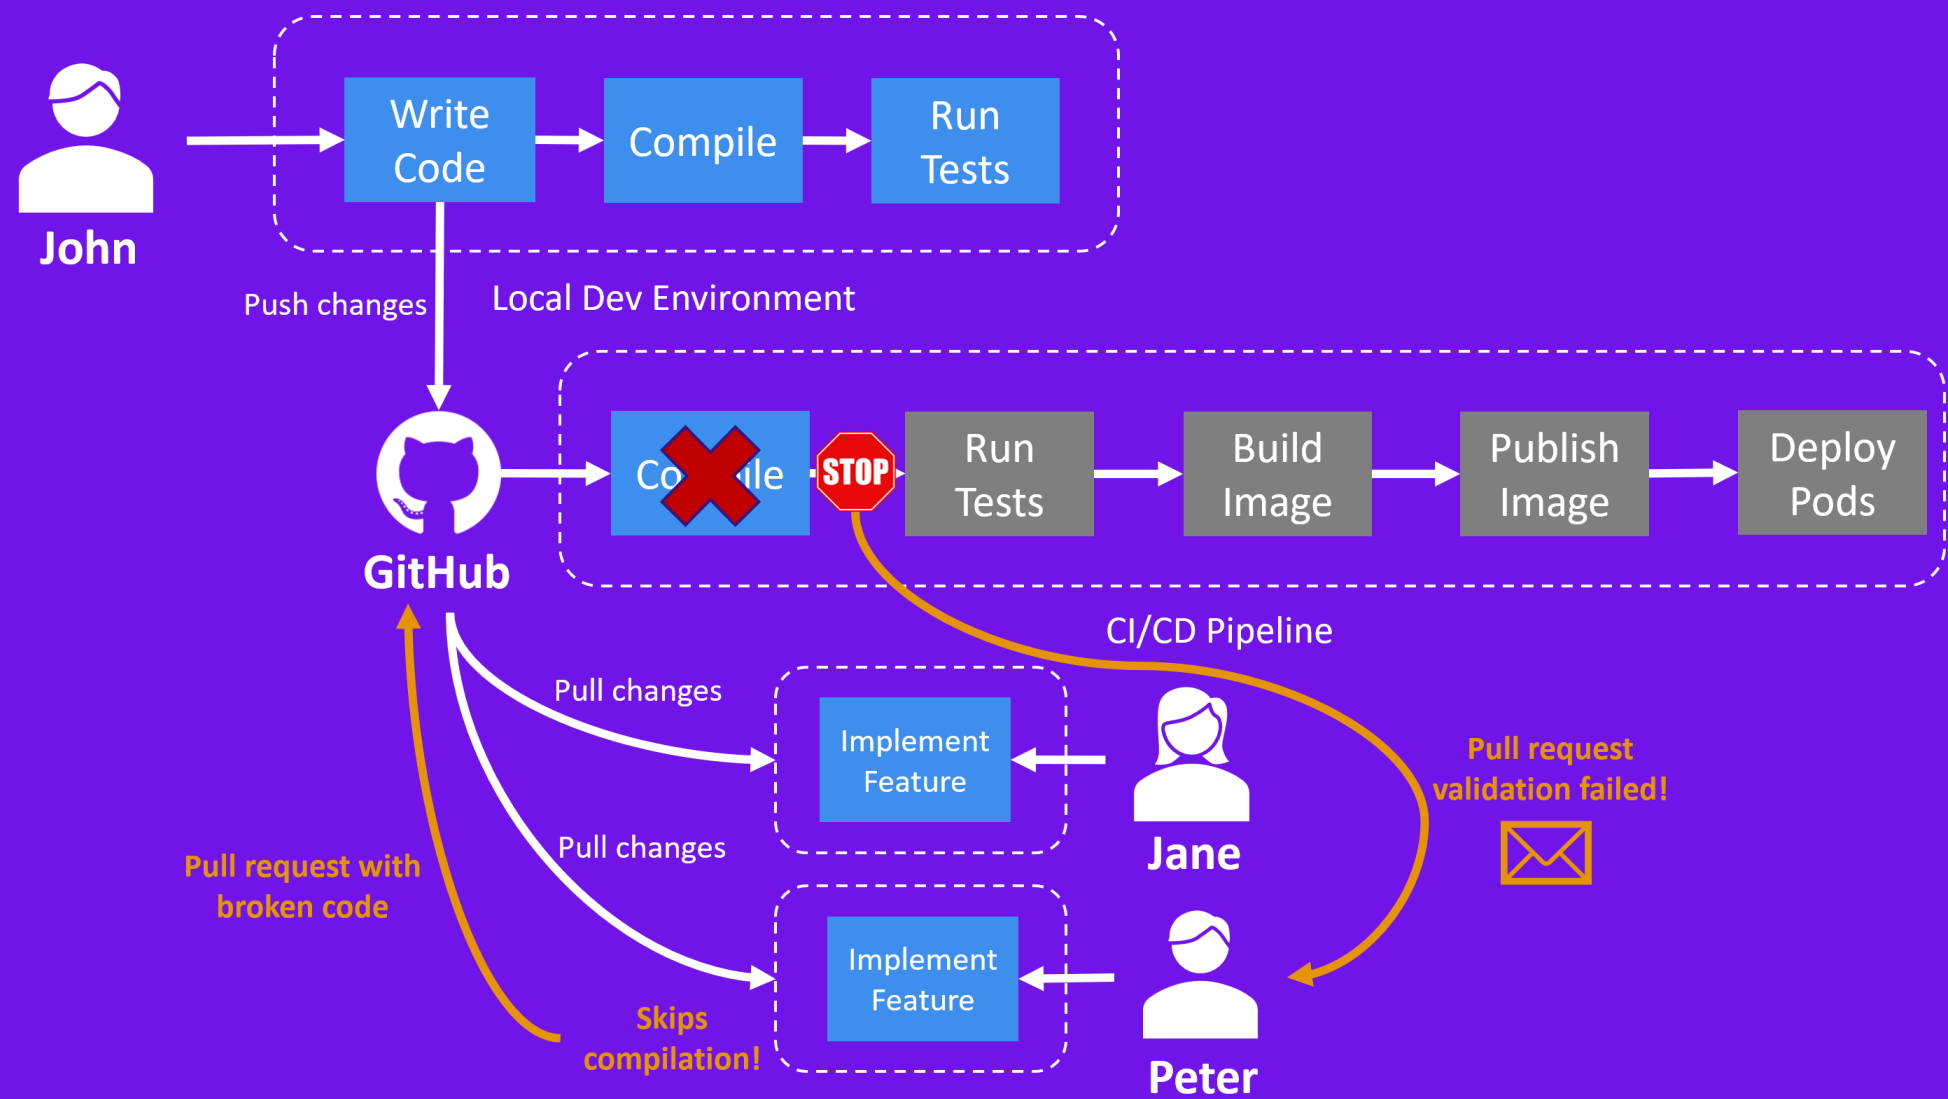 Write
Code
Compile
Run
Tests
John
Push changes
Local Dev Environment
STOP
Run
Tests
Build
Image
Publish
Image
Deploy
Pods
GitHub
CI/CD Pipeline
Pull changes
Implement
Feature
Jane
Pull request
validation failed!
Pull changes
Pull request with
broken code
Implement
Feature
Skips
compilation!
Peter